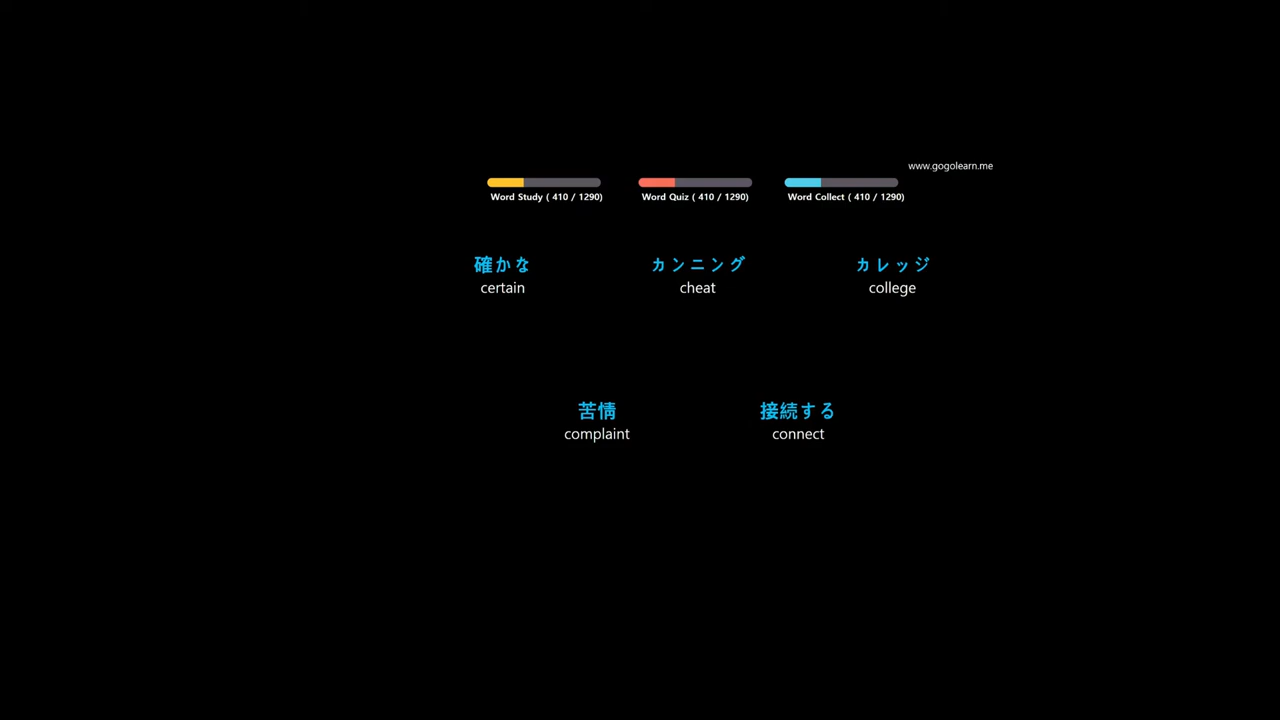 www.gogolearn.me
Word Study ( 410 / 1290)
Word Quiz ( 410 / 1290)
Word Collect ( 410 / 1290)
確かな
certain
カンニング
cheat
カレッジ
college
苦情
complaint
接続する
connect